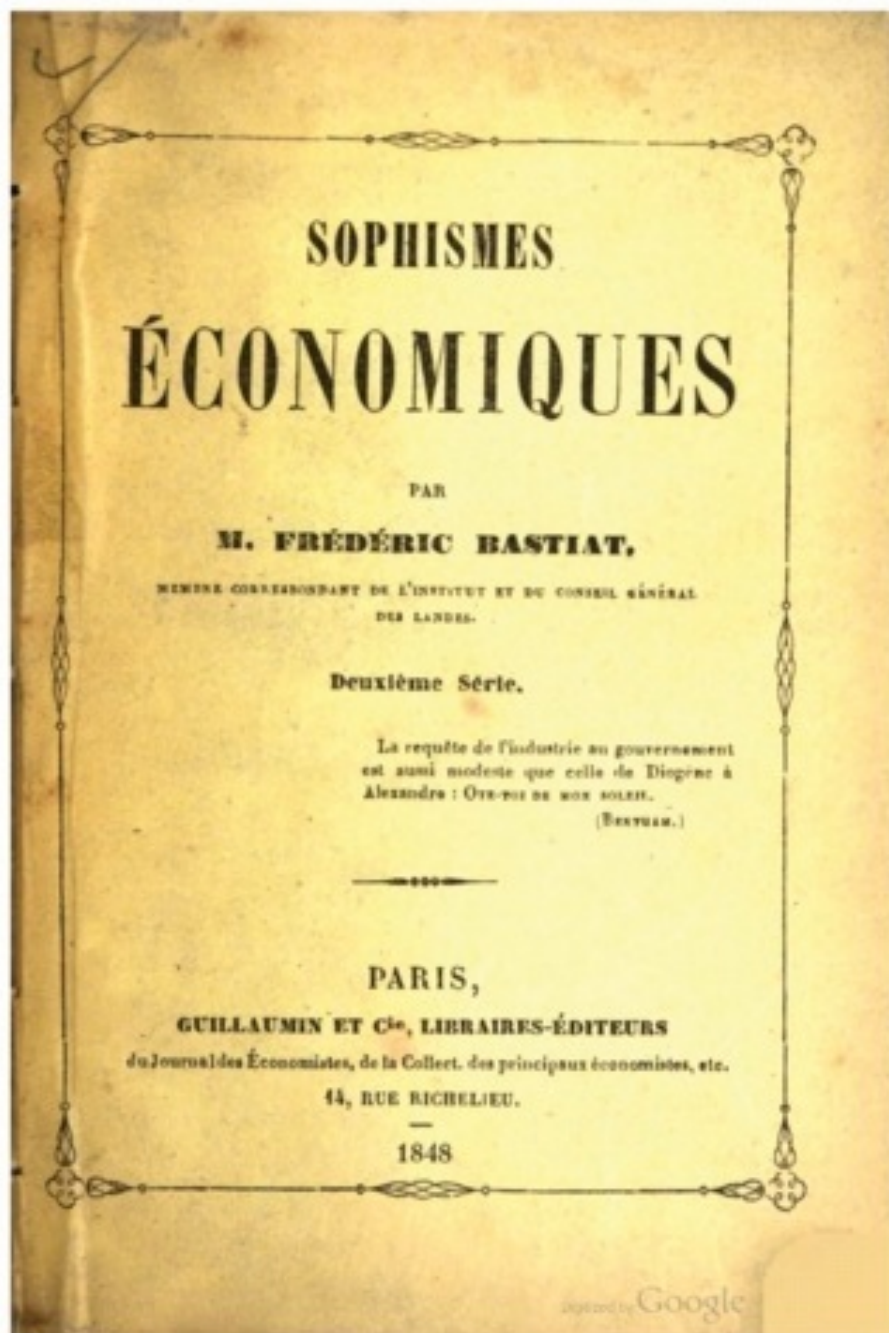 SOPHISMES
ÉCONOMIQUES
PAR
M. FRÉDÉRIC BASTIAT,
MEMBRE CORRESPONDANT DE L'INSTITUT ET DU CONSEIL GÉNÉRAL
DES LANDES.
Deuxième Série.
La requête de l'industrie au gouvernement
est aussi modeste que celle de Diogène à
Alexandre : OTE-TOI DE MON SOLEIL.
(BENTHAM.)
PARIS,
GUILLAUMIN ET Cie, LIBRAIRES-ÉDITEURS
du Journal des Économistes, de la Collect. des principaux économistes, etc.
14, RUE RICHELIEU.
1848
Digitized by Google